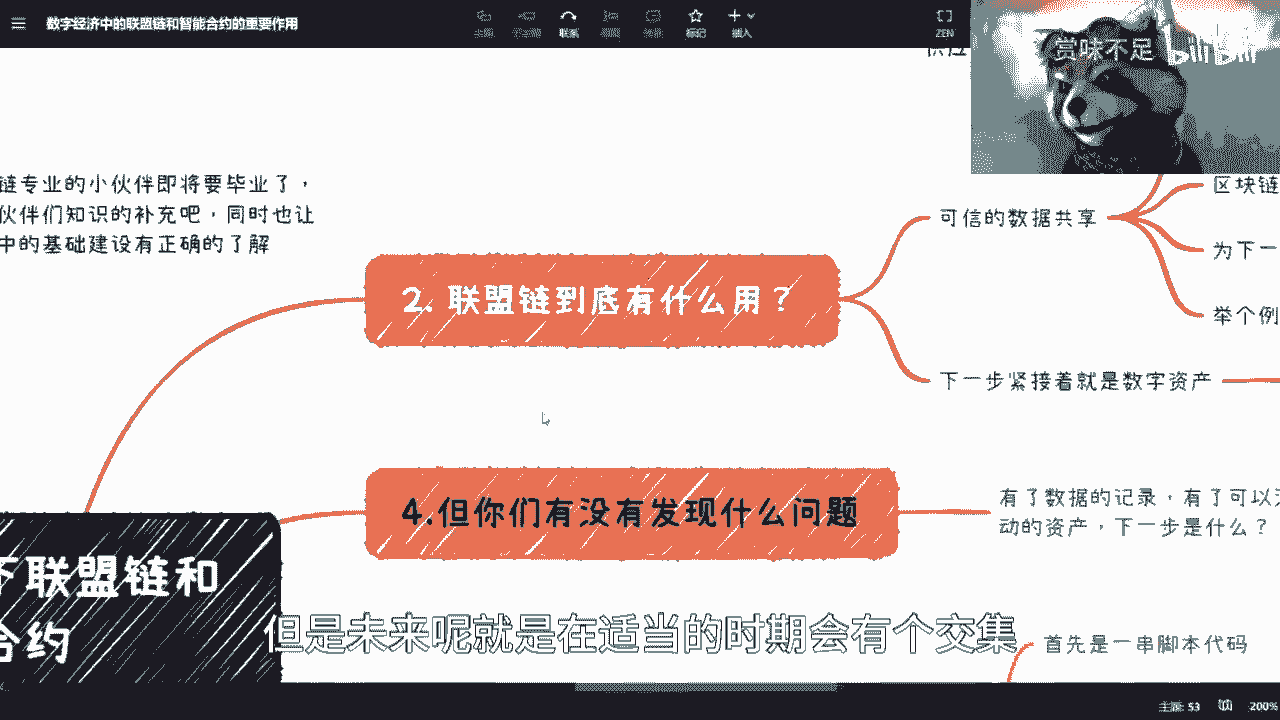 数字经济中的联盟链和智能合约的重要作用
联系
标记
插入
ZEN
赏味不足 bilibili
链专业的小伙伴即将要毕业了，
伙伴们知识的补充吧，同时也让
中的基础建设有正确的了解
2. 联盟链到底有什么用？
可信的数据共享
区块链
为下一
举个例
下一步紧接着就是数字资产
4.但你们有没有发现什么问题
有了数据的记录，有了可以
动的资产，下一步是什么？
下联盟链和
合约
但是未来呢就是在适当的时期会有个交集
首先是一串脚本代码
主题: 53
200%